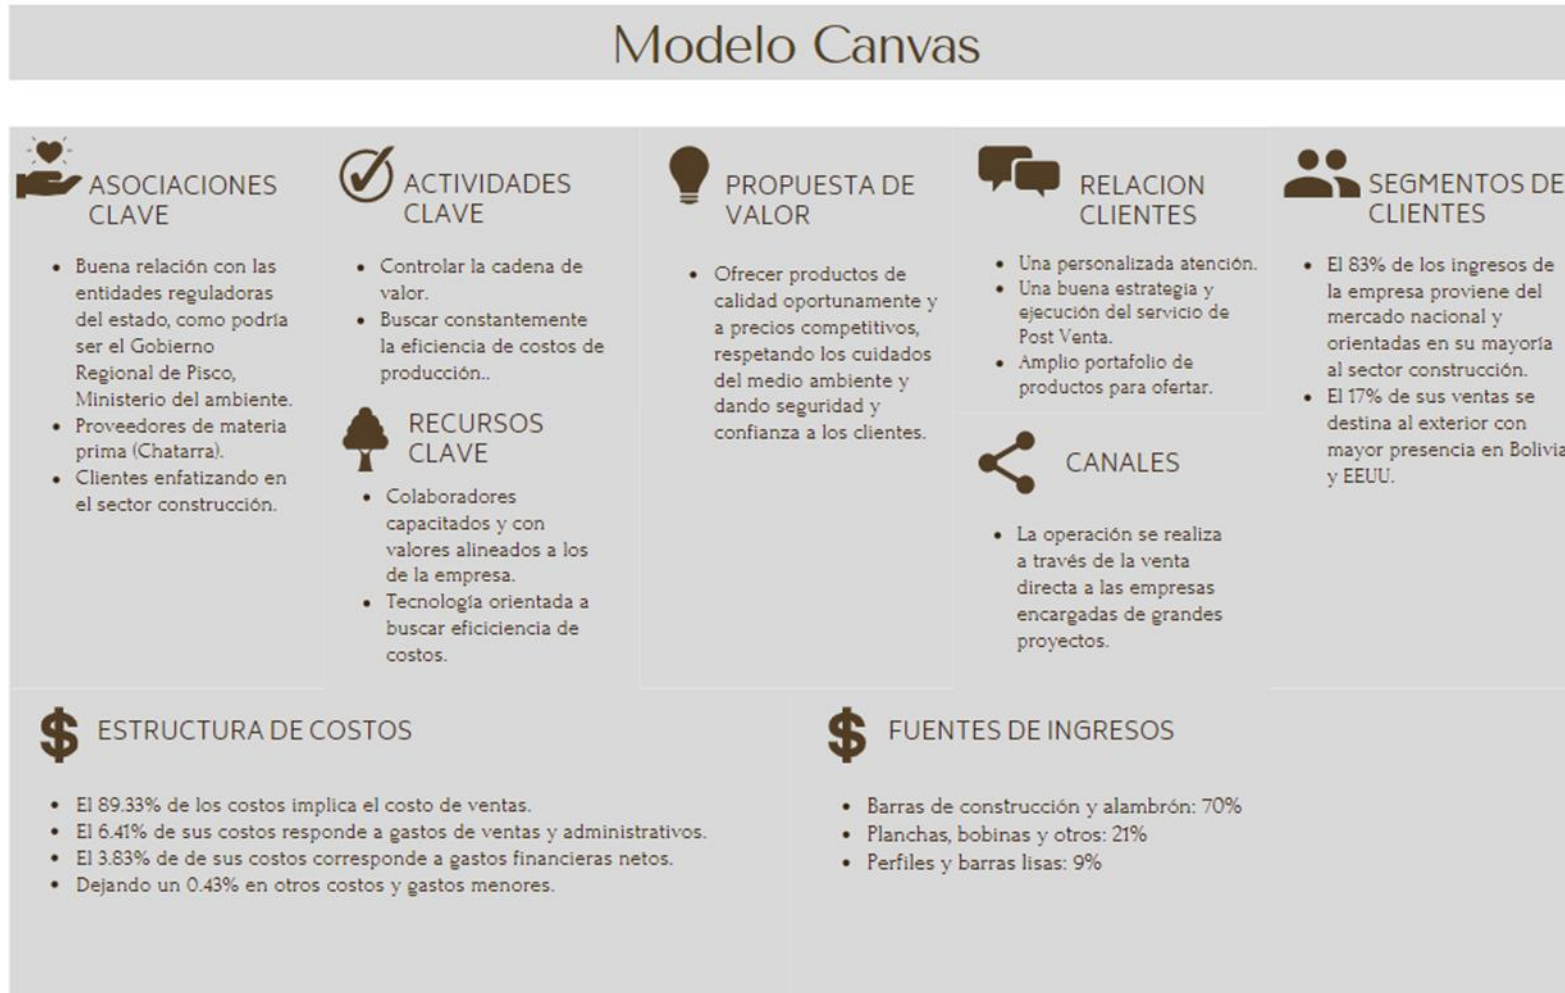 Modelo Canvas
ASOCIACIONES
CLAVE
• Buena relación con las
entidades reguladoras
del estado, como podría
ser el Gobierno
Regional de Pisco,
Ministerio del ambiente.
• Proveedores de materia
prima (Chatarra).
• Clientes enfatizando en
el sector construcción.
ACTIVIDADES
CLAVE
• Controlar la cadena de
valor.
• Buscar constantemente
la eficiencia de costos de
producción..
RECURSOS
CLAVE
• Colaboradores
capacitados y con
valores alineados a los
de la empresa.
• Tecnología orientada a
buscar eficiciencia de
costos.
PROPUESTA DE
VALOR
• Ofrecer productos de
calidad oportunamente y
a precios competitivos,
respetando los cuidados
del medio ambiente y
dando seguridad y
confianza a los clientes.
RELACION
CLIENTES
• Una personalizada atención.
• Una buena estrategia y
ejecución del servicio de
Post Venta.
• Amplio portafolio de
productos para ofertar.
CANALES
• La operación se realiza
a través de la venta
directa a las empresas
encargadas de grandes
proyectos.
SEGMENTOS DE
CLIENTES
• El 83% de los ingresos de
la empresa proviene del
mercado nacional y
orientadas en su mayoría
al sector construcción.
• El 17% de sus ventas se
destina al exterior con
mayor presencia en Bolivia
y EEUU.
ESTRUCTURA DE COSTOS
• El 89.33% de los costos implica el costo de ventas.
• El 6.41% de sus costos responde a gastos de ventas y administrativos.
• El 3.83% de de sus costos corresponde a gastos financieras netos.
• Dejando un 0.43% en otros costos y gastos menores.
FUENTES DE INGRESOS
• Barras de construcción y alambrón: 70%
• Planchas, bobinas y otros: 21%
• Perfiles y barras lisas: 9%